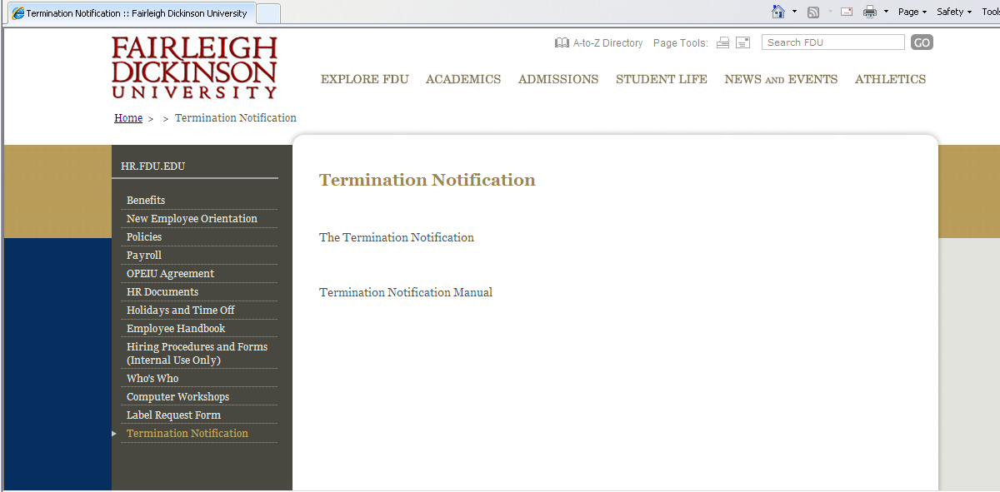 Termination Notification :: Fairleigh Dickinson University
Page
Safety
FAIRLEIGH
DICKINSON
UNIVERSITY
A-to-Z Directory
Page Tools:
Search FDU
GO
EXPLORE FDU
ACADEMICS
ADMISSIONS
STUDENT LIFE
NEWS AND EVENTS
ATHLETICS
Home > > Termination Notification
HR.FDU.EDU
Benefits
New Employee Orientation
Policies
Payroll
OPEIU Agreement
HR Documents
Holidays and Time Off
Employee Handbook
Hiring Procedures and Forms
(Internal Use Only)
Who's Who
Computer Workshops
Label Request Form
Termination Notification
Termination Notification
The Termination Notification
Termination Notification Manual